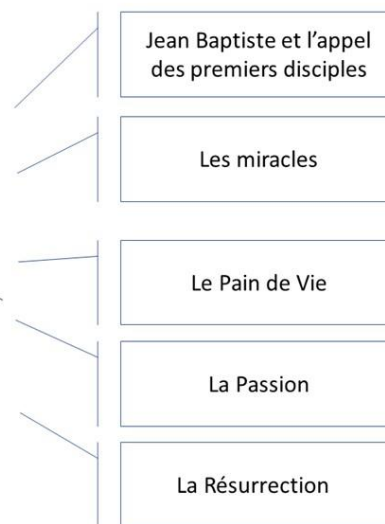 Jean Baptiste et l’appel
des premiers disciples
Les miracles
Le Pain de Vie
La Passion
La Résurrection